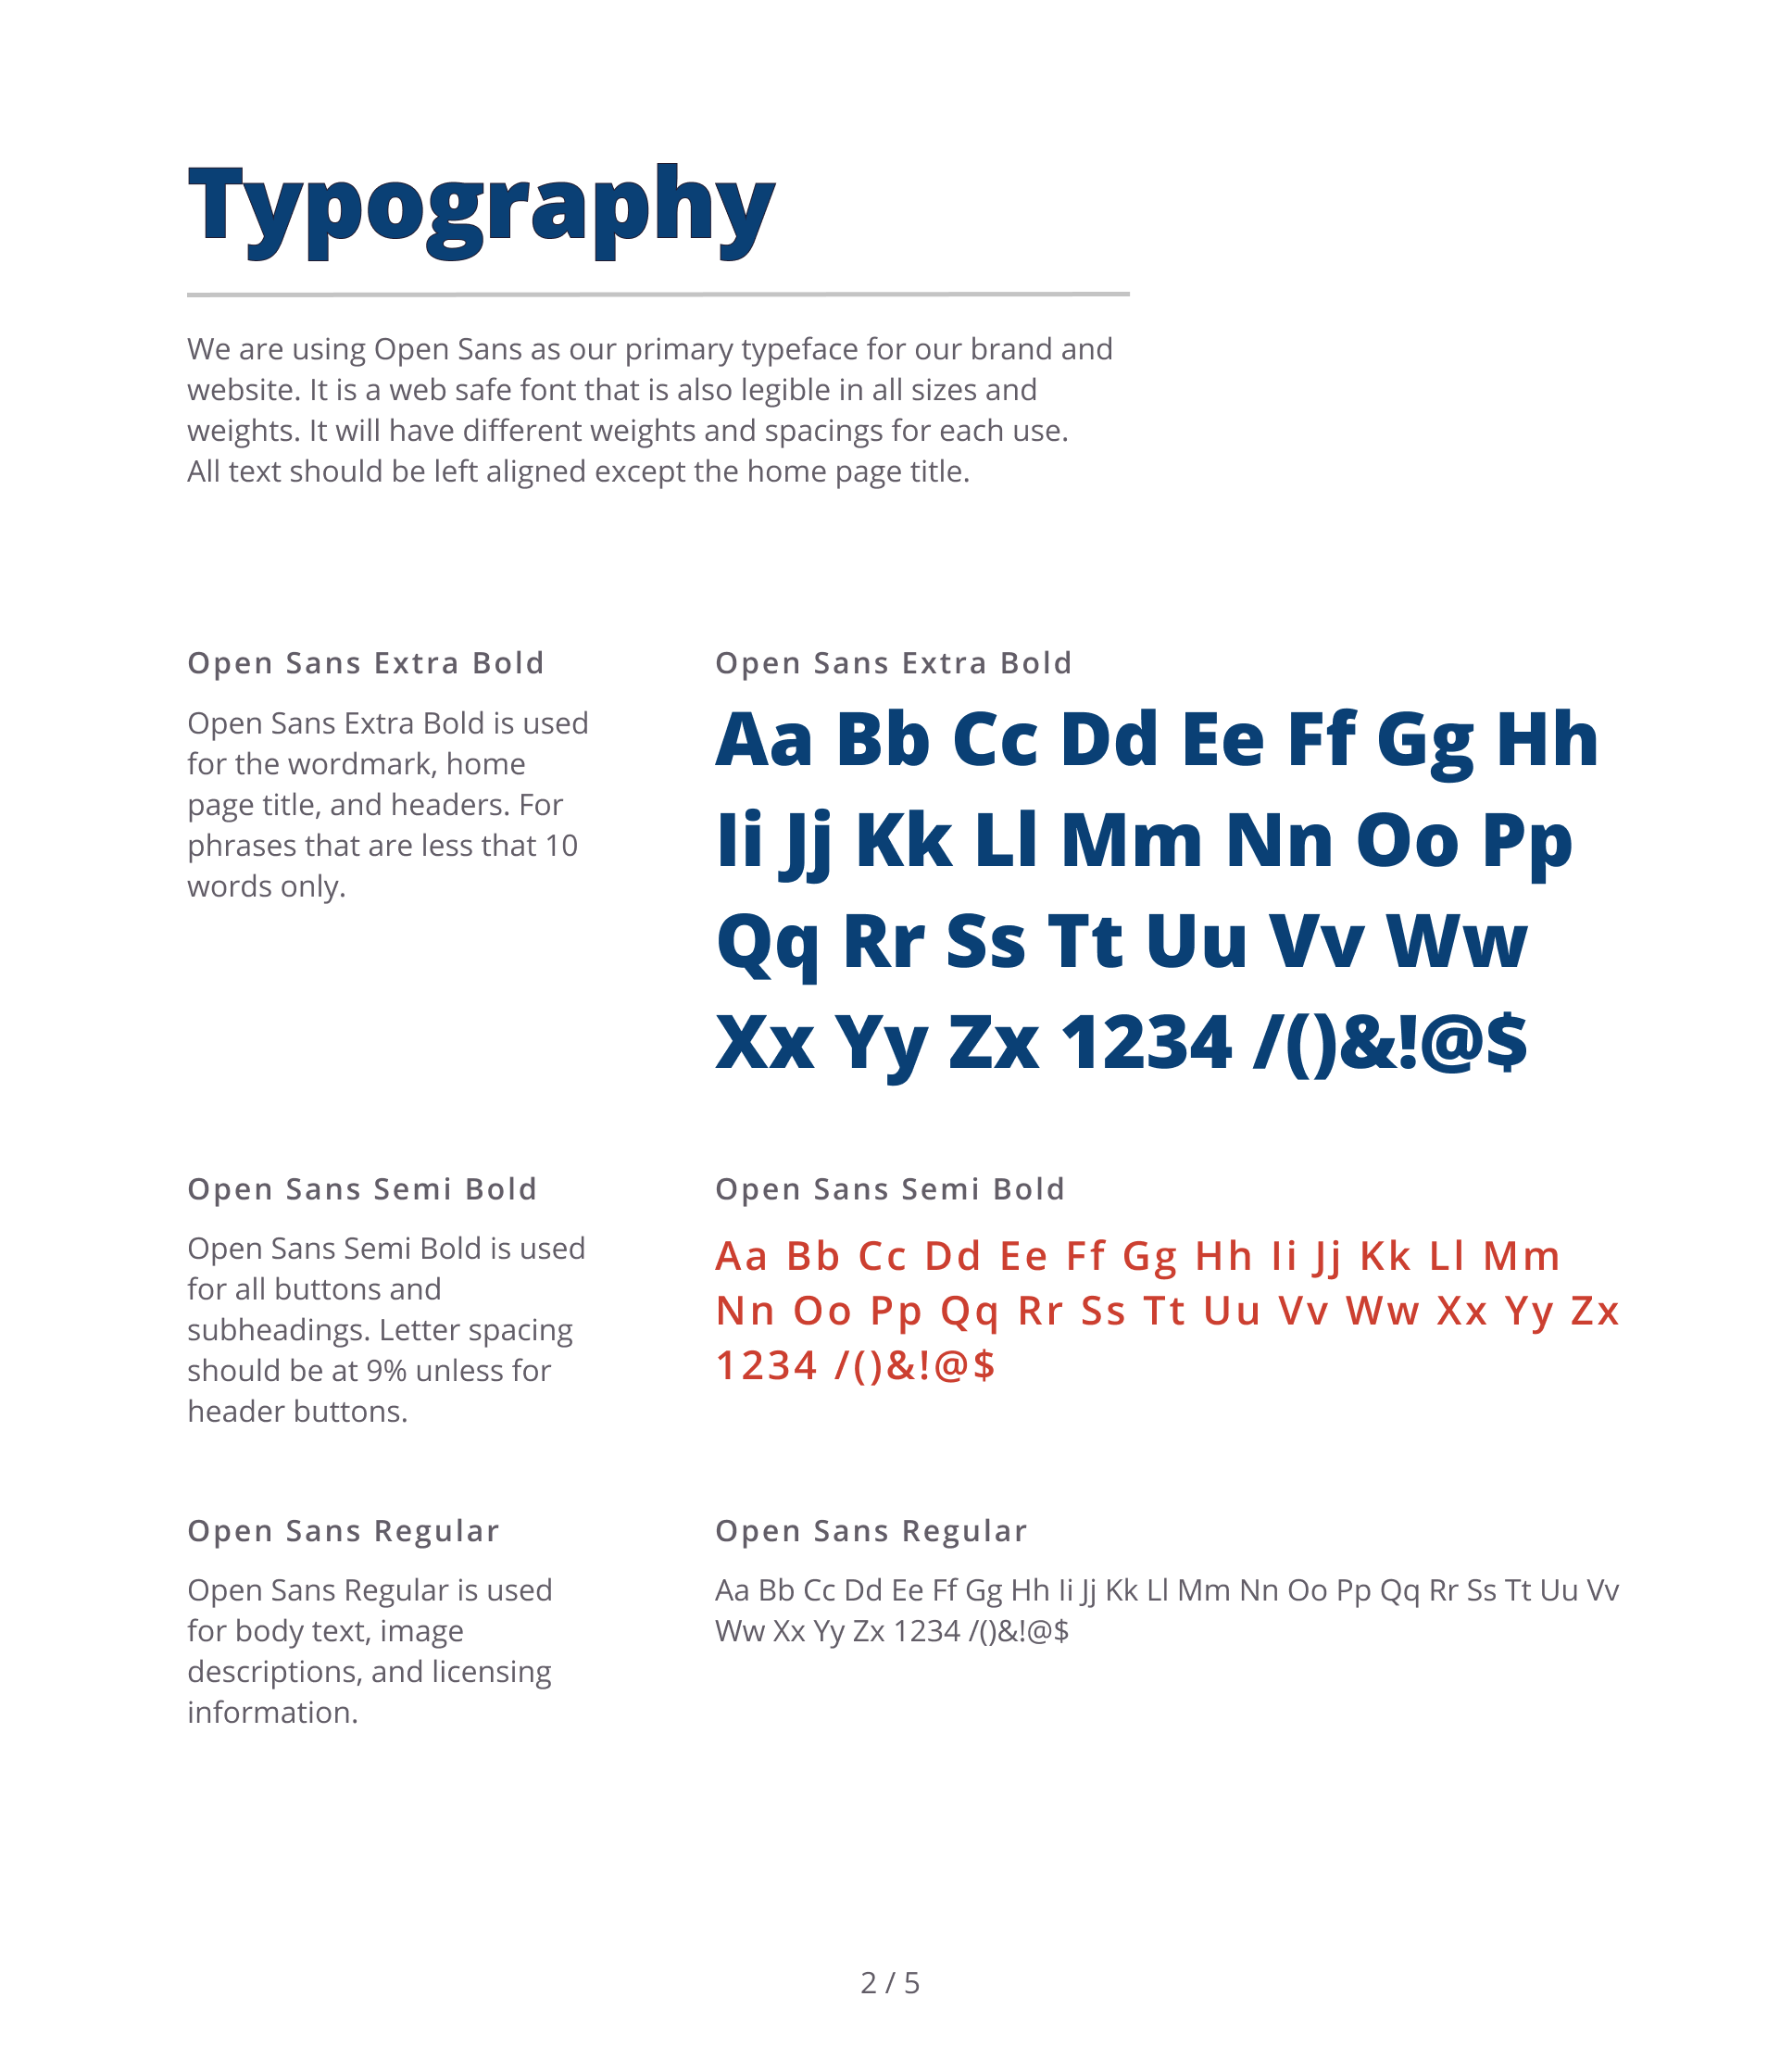 Typography
We are using Open Sans as our primary typeface for our brand and
website. It is a web safe font that is also legible in all sizes and
weights. It will have different weights and spacings for each use.
All text should be left aligned except the home page title.
Open Sans Extra Bold
Open Sans Extra Bold is used
for the wordmark, home
page title, and headers. For
phrases that are less that 10
words only.
Open Sans Extra Bold
Aa Bb Cc Dd Ee Ff Gg Hh
Ii Jj Kk Ll Mm Nn Oo Pp
Qq Rr Ss Tt Uu Vv Ww
Xx Yy Zx 1234 /()&!@$
Open Sans Semi Bold
Open Sans Semi Bold is used
for all buttons and
subheadings. Letter spacing
should be at 9% unless for
header buttons.
Open Sans Semi Bold
Aa Bb Cc Dd Ee Ff Gg Hh Ii Jj Kk Ll Mm
Nn Oo Pp Qq Rr Ss Tt Uu Vv Ww Xx Yy Zx
1234 /()&!@$
Open Sans Regular
Open Sans Regular is used
for body text, image
descriptions, and licensing
information.
Open Sans Regular
Aa Bb Cc Dd Ee Ff Gg Hh Ii Jj Kk Ll Mm Nn Oo Pp Qq Rr Ss Tt Uu Vv
Ww Xx Yy Zx 1234 /()&!@$
2 / 5